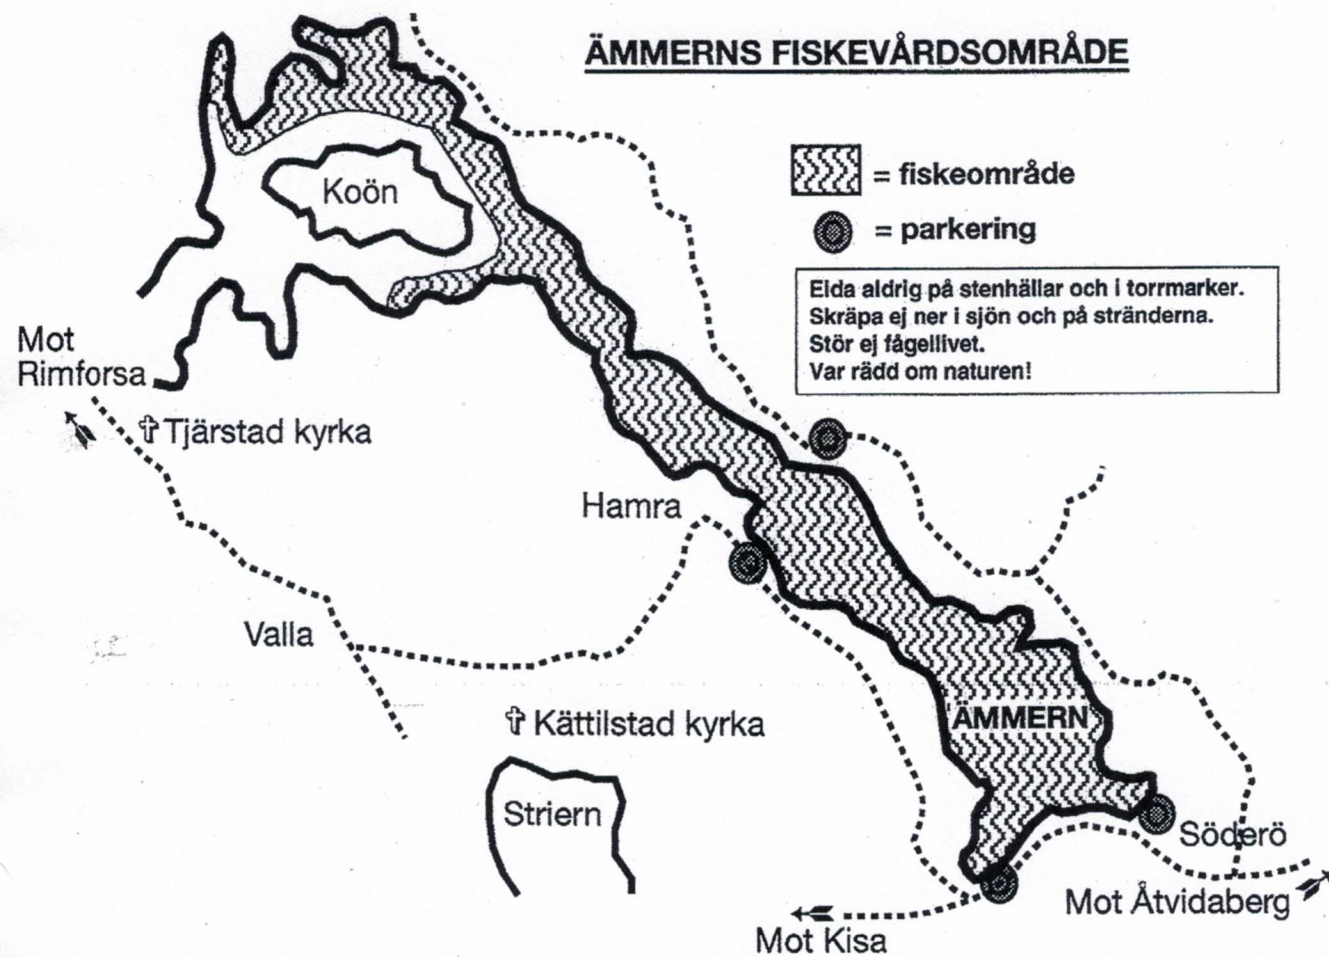 ÄMMERNS FISKEVÅRDSOMRÅDE
= fiskeområde
Koön
= parkering
Elda aldrig på stenhällar och i torrmarker.
Skräpa ej ner i sjön och på stränderna.
Stör ej fågellivet.
Var rädd om naturen!
Mot
Rimforsa
Tjärstad kyrka
Hamra
Valla
ÄMMERN
Kättilstad kyrka
Striern
Söderö
Mot Åtvidaberg
Mot Kisa